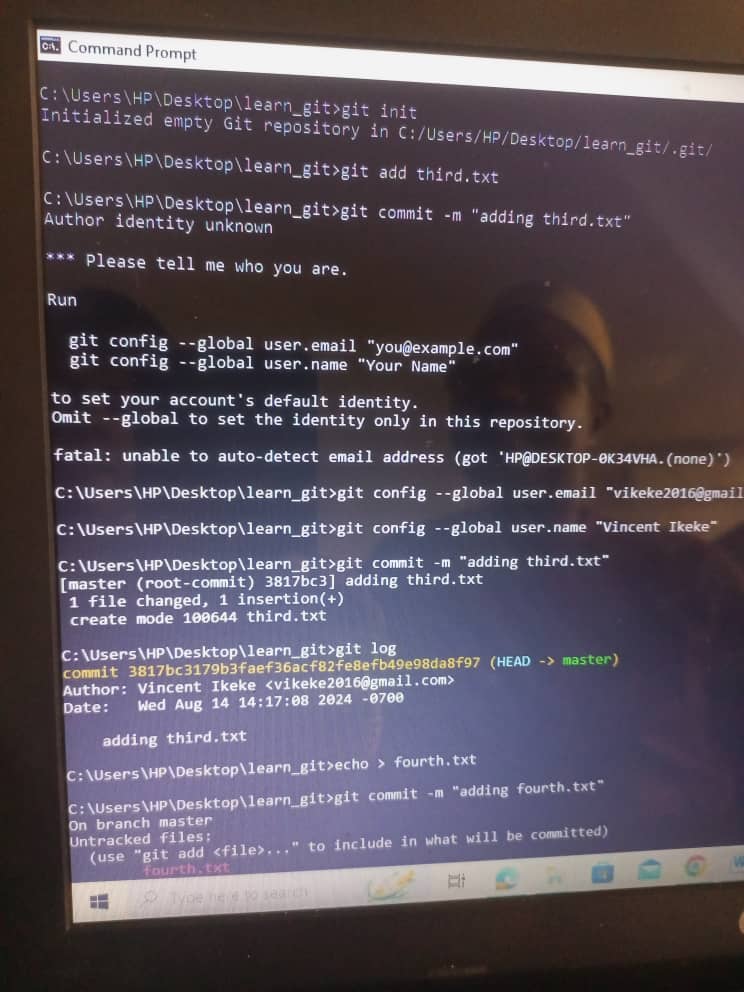 Command Prompt
C:\Users\HP\Desktop\learn_git>git init
Initialized empty Git repository in C:/Users/HP/Desktop/learn_git/.git/
C:\Users\HP\Desktop\learn_git>git add third.txt
C:\Users\HP\Desktop\learn_git>git commit -m "adding third.txt"
Author identity unknown
*** Please tell me who you are.
Run
git config --global user.email "you@example.com"
git config --global user.name "Your Name"
to set your account's default identity.
Omit --global to set the identity only in this repository.
fatal: unable to auto-detect email address (got 'HP@DESKTOP-0K34VHA.(none)')
C:\Users\HP\Desktop\learn_git>git config --global user.email "vikeke2016@gmail
C:\Users\HP\Desktop\learn_git>git config --global user.name "Vincent Ikeke"
C:\Users\HP\Desktop\learn_git>git commit -m "adding third.txt"
[master (root-commit) 3817bc3] adding third.txt
1 file changed, 1 insertion(+)
create mode 100644 third.txt
C:\Users\HP\Desktop\learn_git>git log
commit 3817bc3179b3faef36acf82fe8efb49e98da8f97 (HEAD -> master)
Author: Vincent Ikeke <vikeke2016@gmail.com>
Date: Wed Aug 14 14:17:08 2024 -0700
adding third.txt
C:\Users\HP\Desktop\learn_git>echo > fourth.txt
C:\Users\HP\Desktop\learn_git>git commit -m "adding fourth.txt"
On branch master
Untracked files:
(use "git add <file>..." to include in what will be committed)
fourth.txt
Type here to search